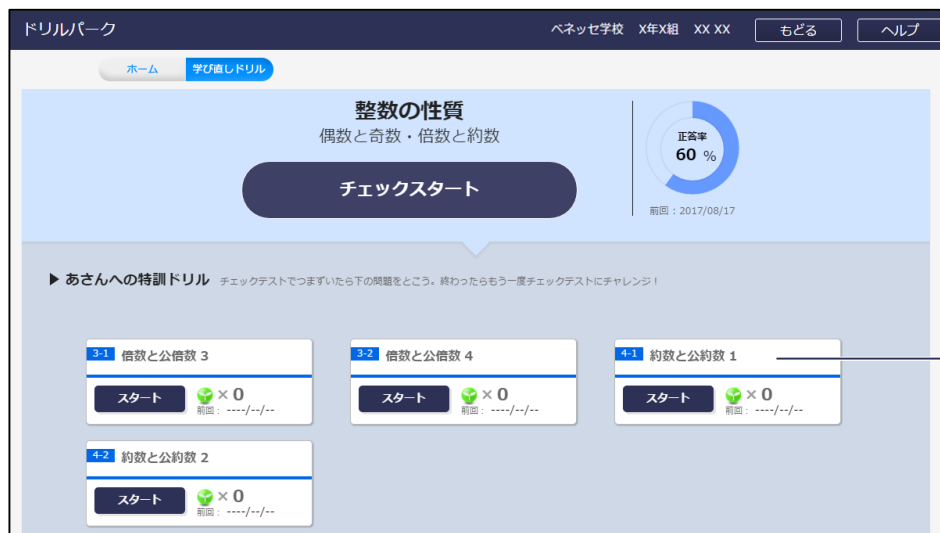 ドリルパーク ベネッセ学校 X年X組 XX XX もどる ヘルプ
ホーム 学び直しドリル
整数の性質
偶数と奇数・倍数と約数
チェックスタート
正答率
60 %
前回：2017/08/17
▶ あさんへの特訓ドリル チェックテストでつまずいたら下の問題をとこう。終わったらもう一度チェックテストにチャレンジ！
3-1 倍数と公倍数 3
スタート × 0
前回： ----/--/--
3-2 倍数と公倍数 4
スタート × 0
前回： ----/--/--
4-1 約数と公約数 1
スタート × 0
前回： ----/--/--
4-2 約数と公約数 2
スタート × 0
前回： ----/--/--